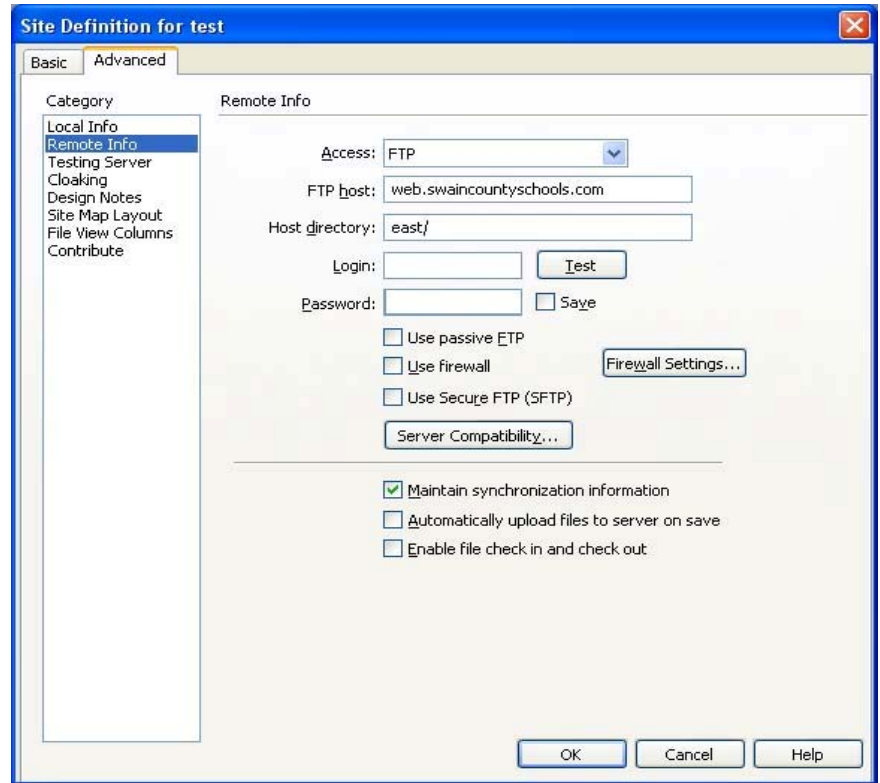 Site Definition for test
Basic
Advanced
Category
Local Info
Remote Info
Testing Server
Cloaking
Design Notes
Site Map Layout
File View Columns
Contribute
Remote Info
Access: FTP
FTP host: web.swaincountyschools.com
Host directory: east/
Login:
Test
Password:
Save
Use passive FTP
Use firewall
Firewall Settings...
Use Secure FTP (SFTP)
Server Compatibility...
Maintain synchronization information
Automatically upload files to server on save
Enable file check in and check out
OK
Cancel
Help